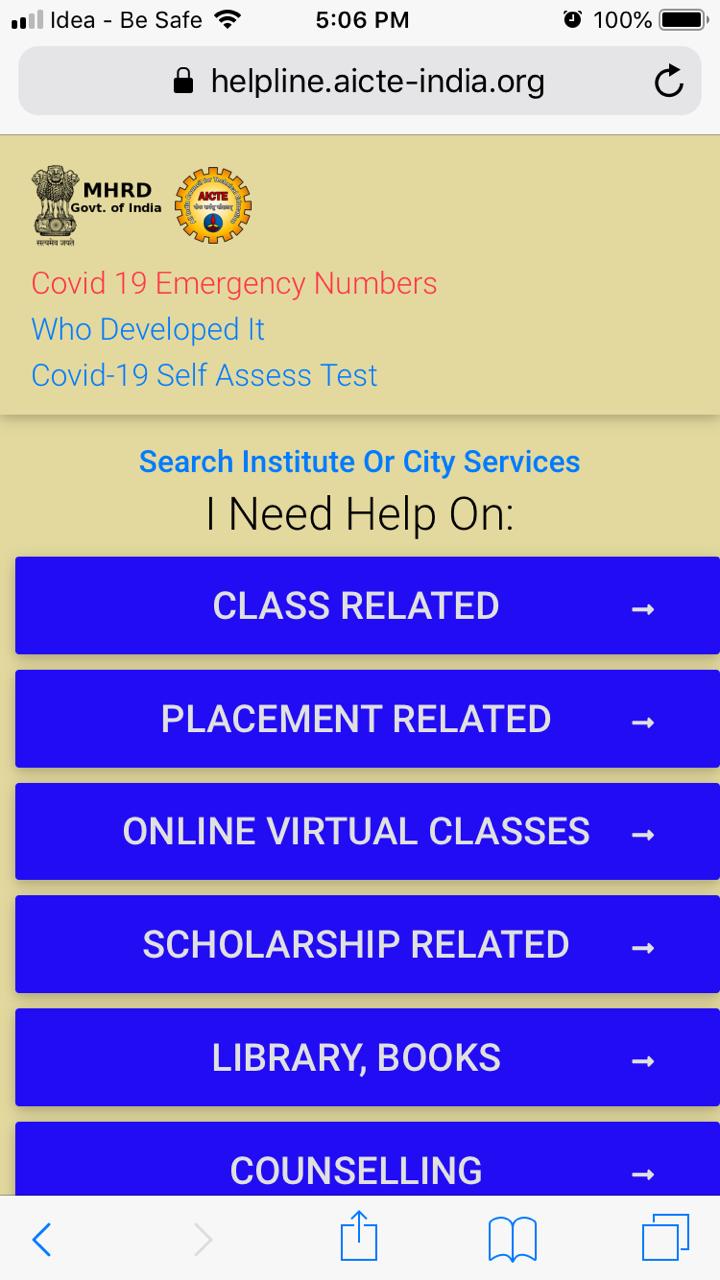 Idea - Be Safe 5:06 PM 100%
helpline.aicte-india.org
MHRD
Govt. of India
सत्यमेव जयते
AICTE
Covid 19 Emergency Numbers
Who Developed It
Covid-19 Self Assess Test
Search Institute Or City Services
I Need Help On:
CLASS RELATED →
PLACEMENT RELATED →
ONLINE VIRTUAL CLASSES →
SCHOLARSHIP RELATED →
LIBRARY, BOOKS →
COUNSELLING →